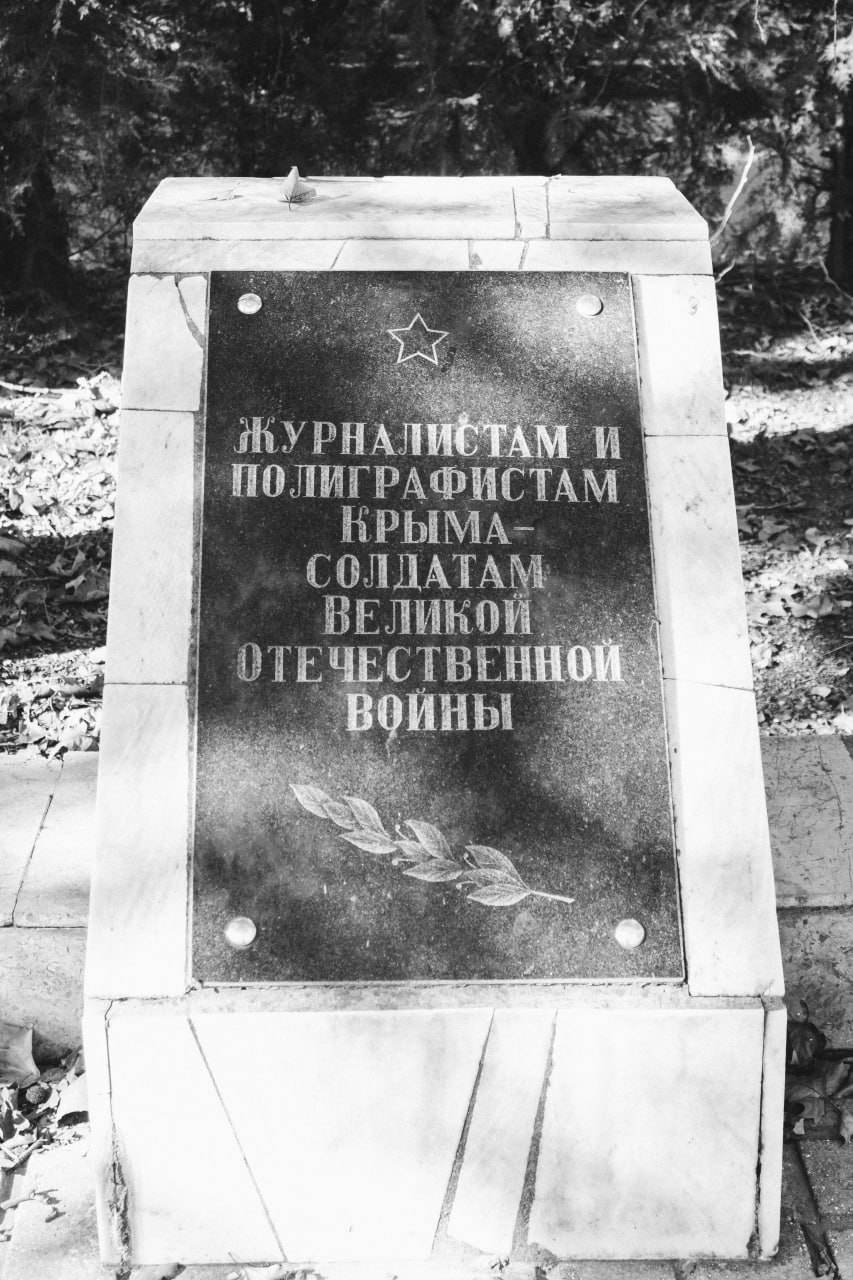 Журналистам и
полиграфистам
Крыма–
солдатам
Великой
Отечественной
войны